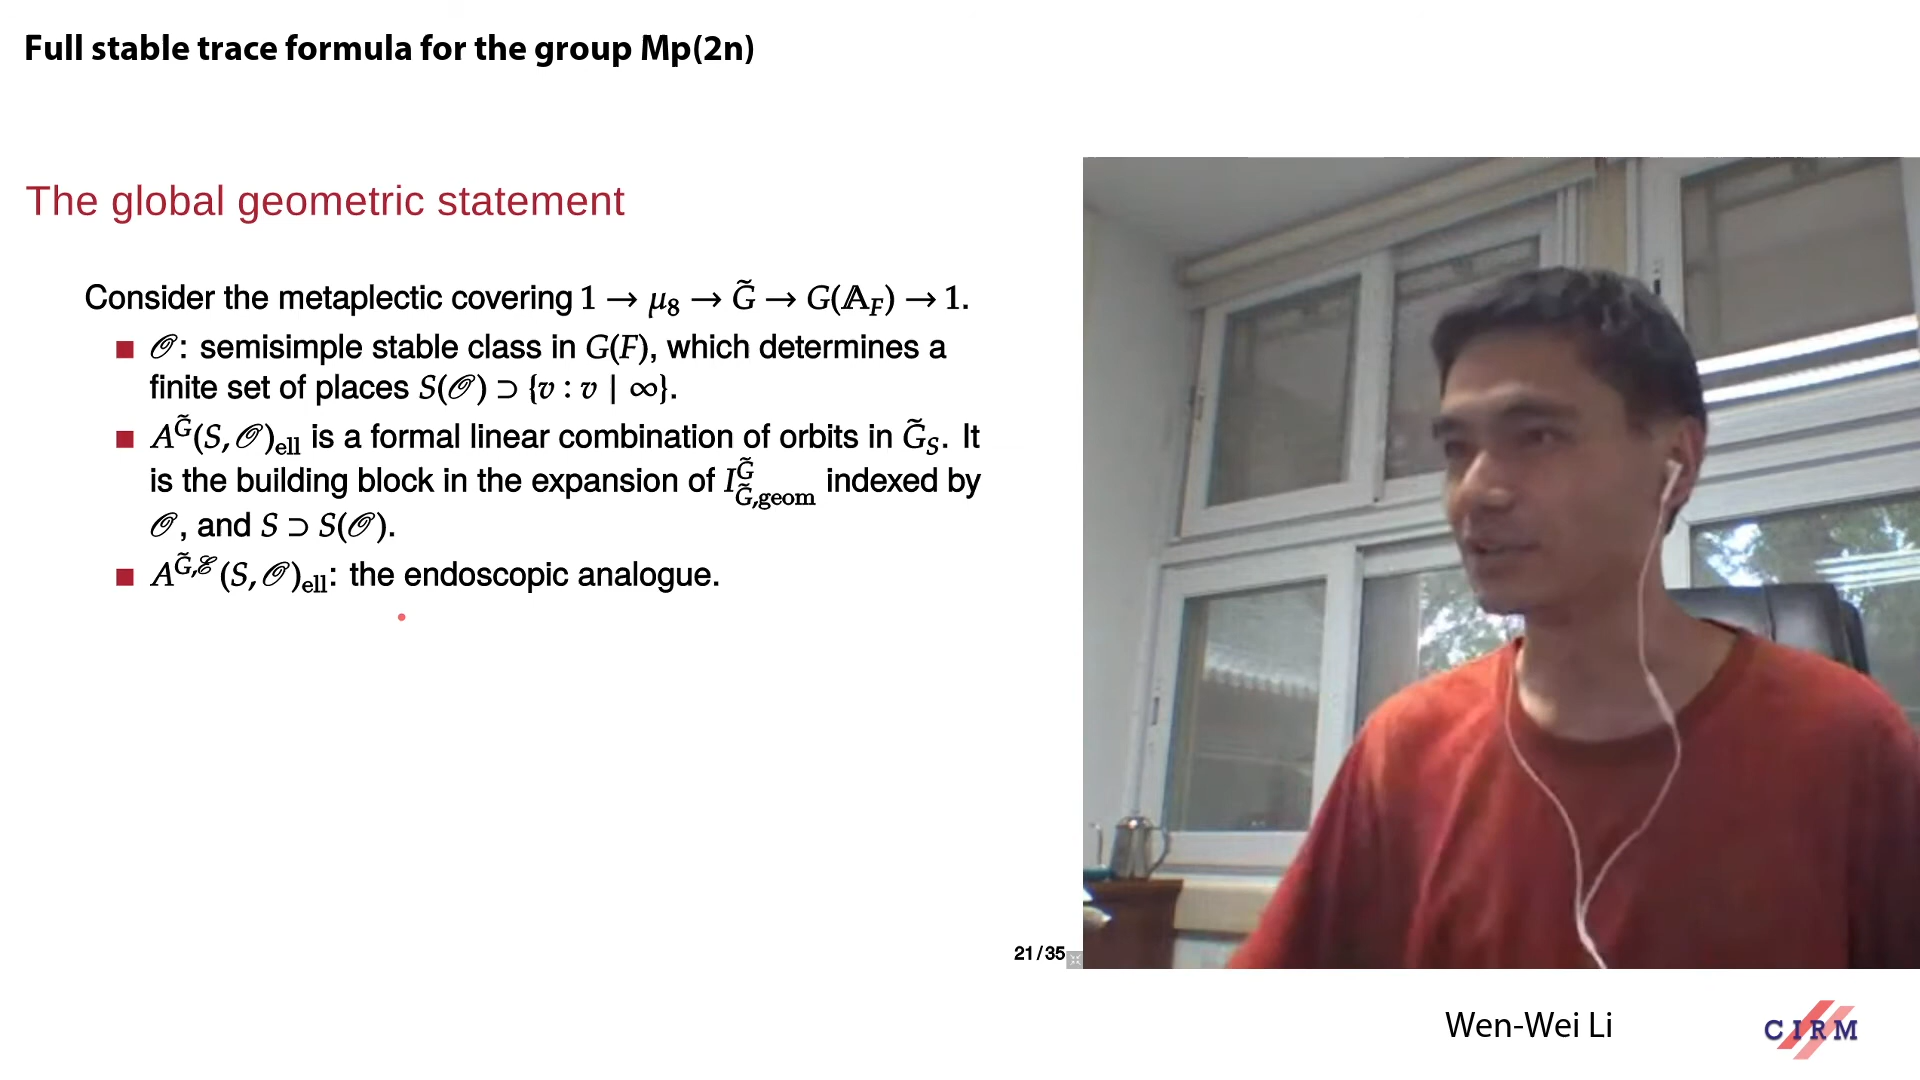 Full stable trace formula for the group Mp(2n)
The global geometric statement
Consider the metaplectic covering 1 → μ₈ → G̃ → G(𝔸_F) → 1.
■ 𝒪: semisimple stable class in G(F), which determines a
finite set of places S(𝒪) ⊃ {v : v | ∞}.
■ A^G̃(S, 𝒪)_ell is a formal linear combination of orbits in G̃_S. It
is the building block in the expansion of I^G̃_G̃,geom indexed by
𝒪, and S ⊃ S(𝒪).
■ A^G̃,ℰ(S, 𝒪)_ell: the endoscopic analogue.
21/35
Wen-Wei Li
CIRM